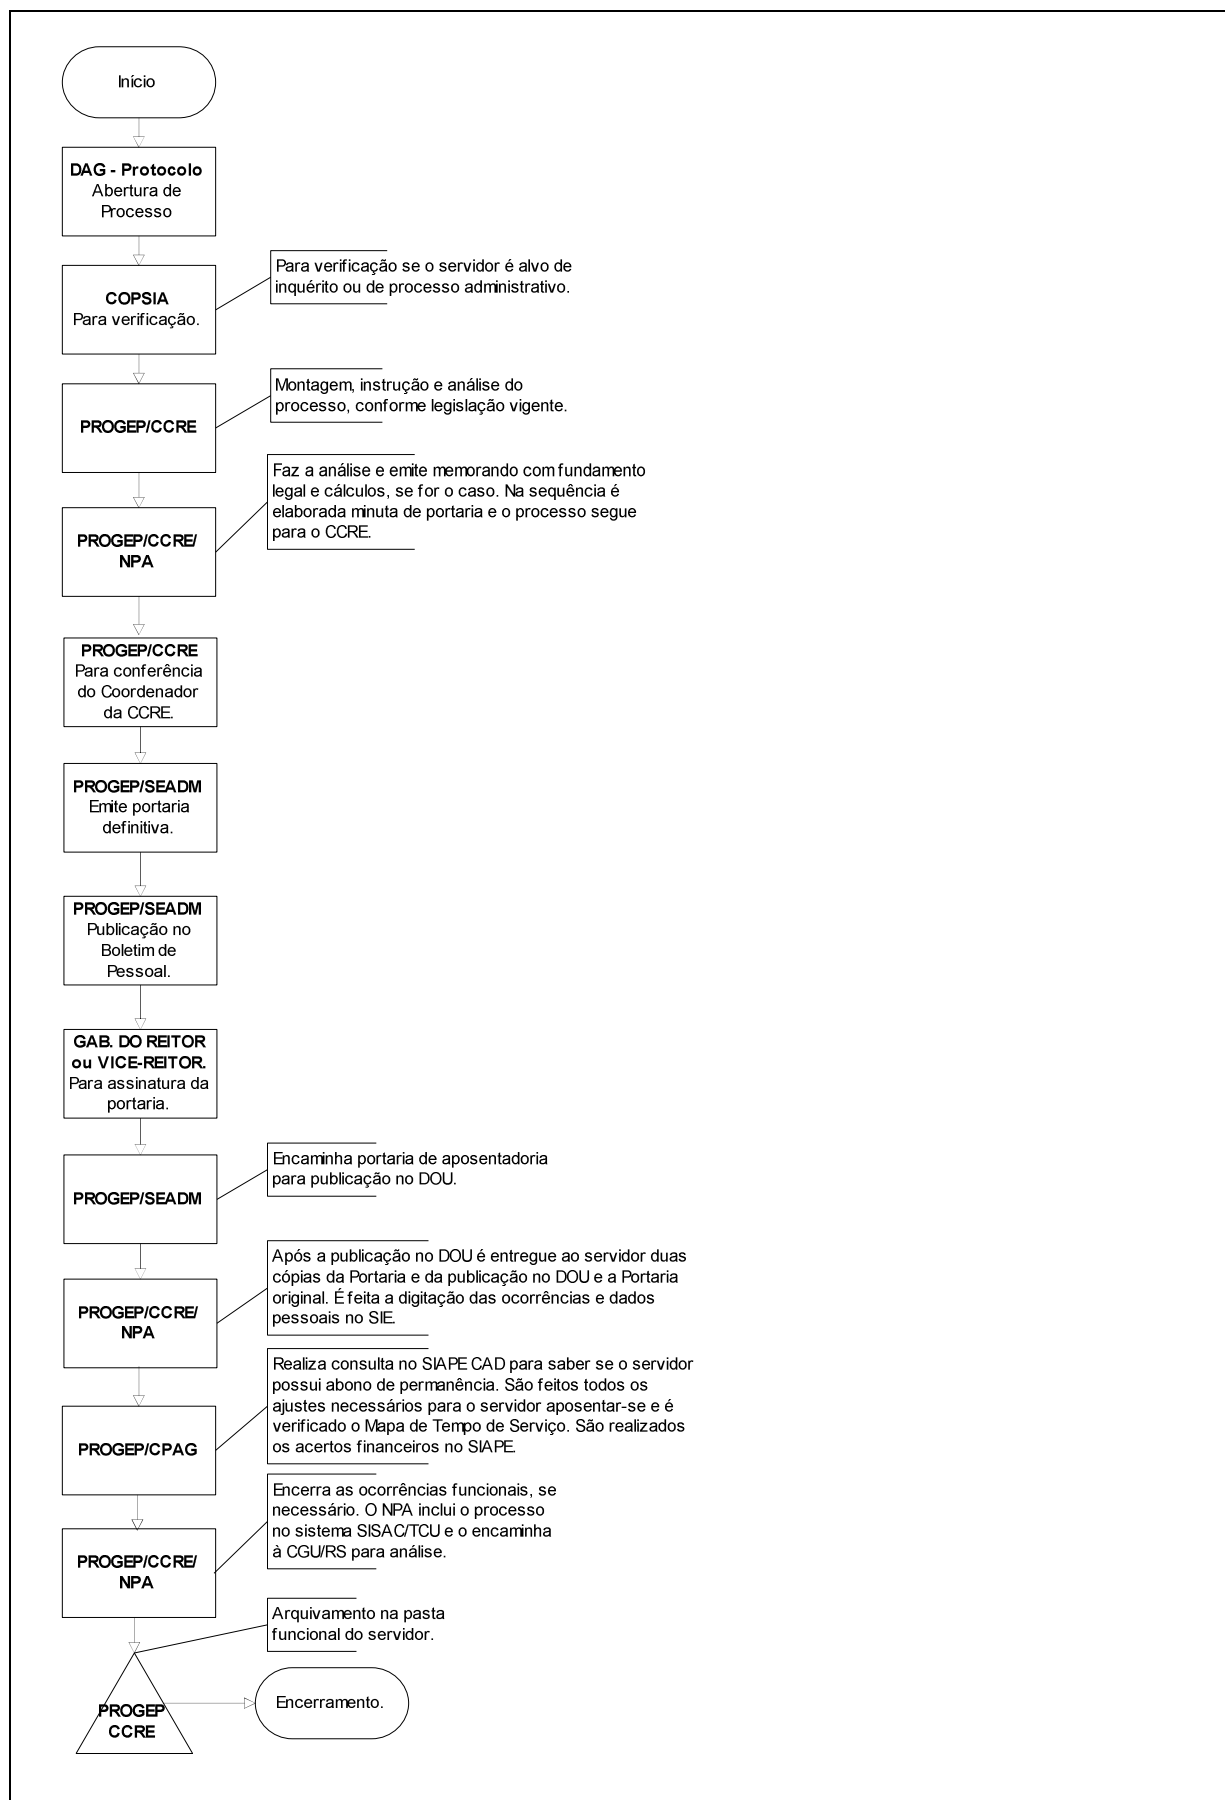 Início
DAG - Protocolo
Abertura de
Processo
COPSIA
Para verificação.
Para verificação se o servidor é alvo de
inquérito ou de processo administrativo.
PROGEP/CCRE
Montagem, instrução e análise do
processo, conforme legislação vigente.
PROGEP/CCRE/
NPA
Faz a análise e emite memorando com fundamento
legal e cálculos, se for o caso. Na sequência é
elaborada minuta de portaria e o processo segue
para o CCRE.
PROGEP/CCRE
Para conferência
do Coordenador
da CCRE.
PROGEP/SEADM
Emite portaria
definitiva.
PROGEP/SEADM
Publicação no
Boletim de
Pessoal.
GAB. DO REITOR
ou VICE-REITOR.
Para assinatura da
portaria.
PROGEP/SEADM
Encaminha portaria de aposentadoria
para publicação no DOU.
PROGEP/CCRE/
NPA
Após a publicação no DOU é entregue ao servidor duas
cópias da Portaria e da publicação no DOU e a Portaria
original. É feita a digitação das ocorrências e dados
pessoais no SIE.
PROGEP/CPAG
Realiza consulta no SIAPE CAD para saber se o servidor
possui abono de permanência. São feitos todos os
ajustes necessários para o servidor aposentar-se e é
verificado o Mapa de Tempo de Serviço. São realizados
os acertos financeiros no SIAPE.
PROGEP/CCRE/
NPA
Encerra as ocorrências funcionais, se
necessário. O NPA inclui o processo
no sistema SISAC/TCU e o encaminha
à CGU/RS para análise.
PROGEP
CCRE
Arquivamento na pasta
funcional do servidor.
Encerramento.